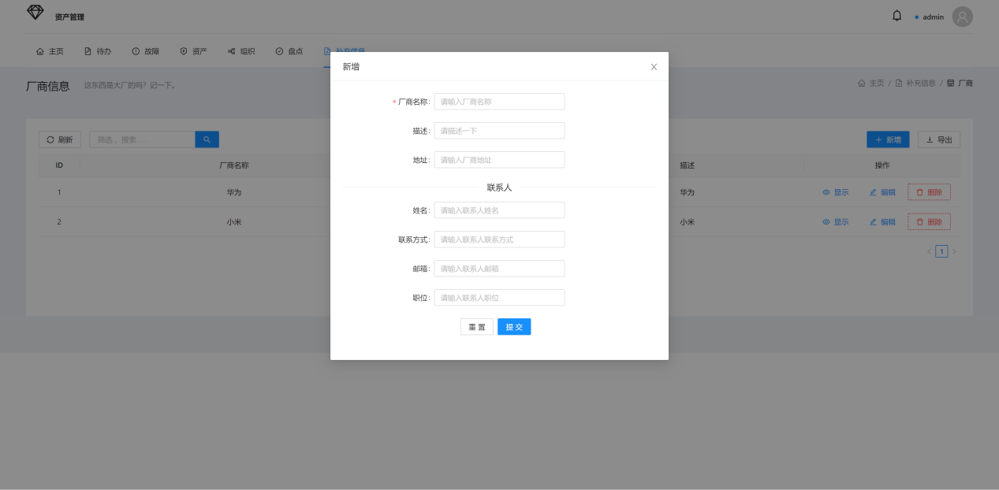 资产管理
admin
主页 待办 故障 资产 组织 盘点 补充信息
厂商信息 这东西是大厂的吗？记一下。
主页 / 补充信息 / 厂商
刷新 筛选、搜索 . . .
+ 新增 导出
ID 厂商名称 描述 操作
1 华为 华为 显示 编辑 删除
2 小米 小米 显示 编辑 删除
< 1 >
新增
* 厂商名称: 请输入厂商名称
描述: 请描述一下
地址: 请输入厂商地址
联系人
姓名: 请输入联系人姓名
联系方式: 请输入联系人联系方式
邮箱: 请输入联系人邮箱
职位: 请输入联系人职位
重 置 提 交